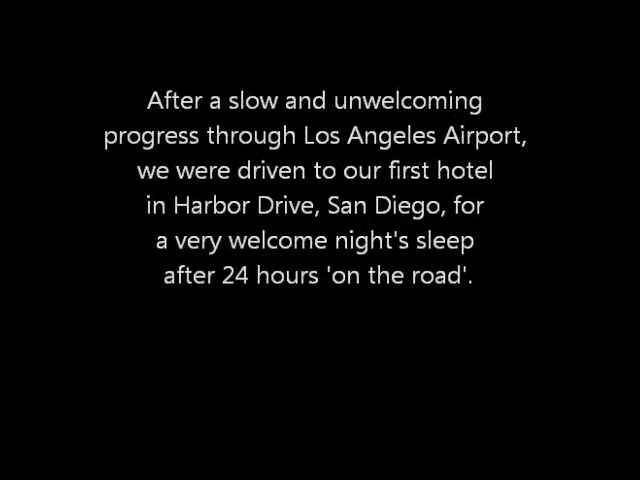 After a slow and unwelcoming
progress through Los Angeles Airport,
we were driven to our first hotel
in Harbor Drive, San Diego, for
a very welcome night's sleep
after 24 hours 'on the road'.